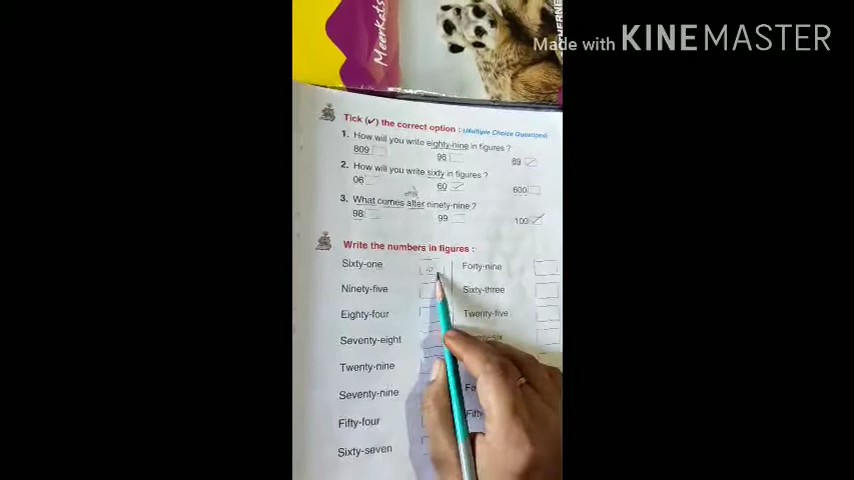 Meerkats
Made with KINEMASTER
Tick (✓) the correct option : (Multiple Choice Questions)
1. How will you write eighty-nine in figures ?
809 98 89
2. How will you write sixty in figures ?
06 60 600
3. What comes after ninety-nine ?
98 99 100
Write the numbers in figures :
Sixty-one Forty-nine
Ninety-five Sixty-three
Eighty-four Twenty-five
Seventy-eight
Twenty-nine
Seventy-nine
Fifty-four
Sixty-seven